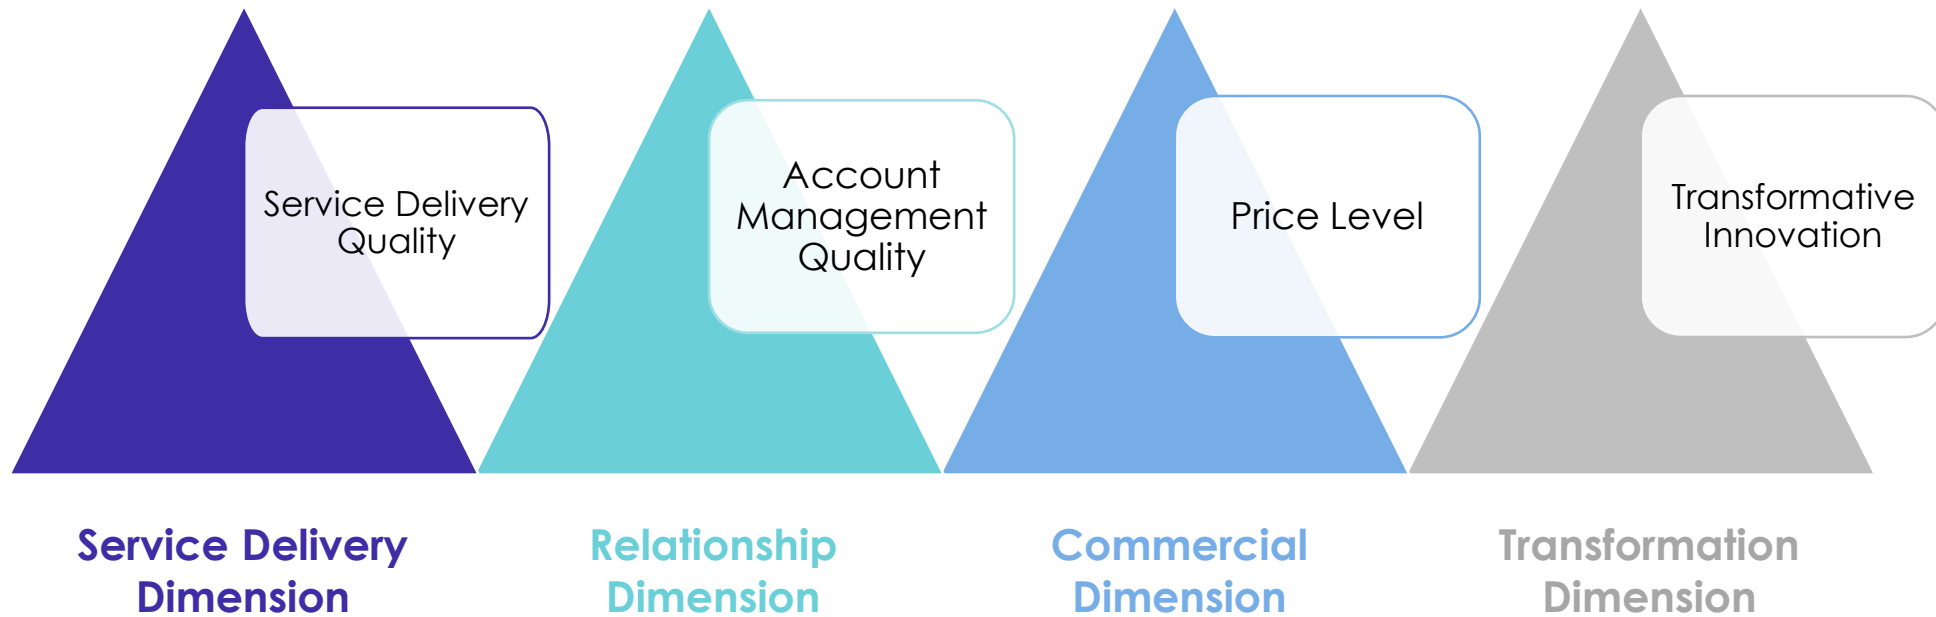 Service Delivery
Quality
Account
Management
Quality
Price Level
Transformative
Innovation
Service Delivery
Dimension
Relationship
Dimension
Commercial
Dimension
Transformation
Dimension